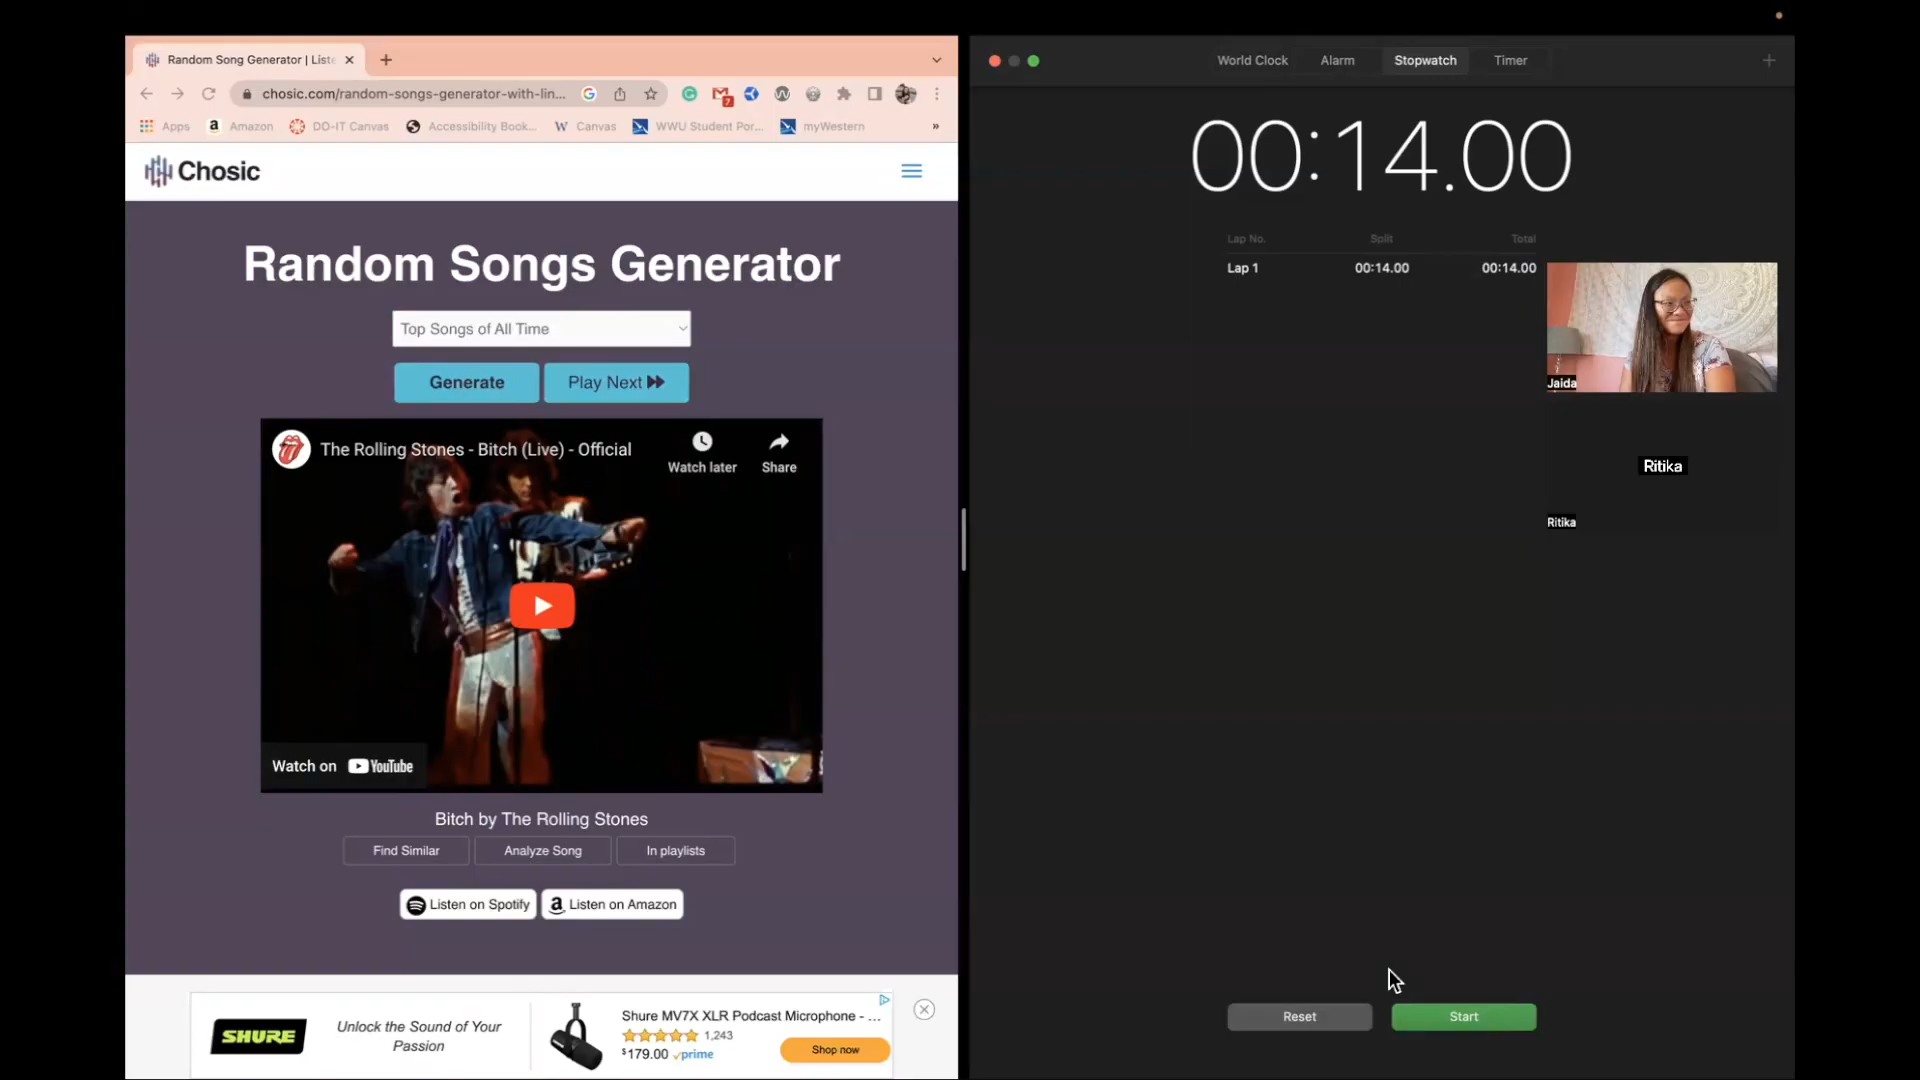 Random Song Generator | Liste
chosic.com/random-songs-generator-with-lin...
7
Apps
Amazon
DO-IT Canvas
Accessibility Book...
W Canvas
WWU Student Por...
myWestern
»
Chosic
Random Songs Generator
Top Songs of All Time
Generate
Play Next
The Rolling Stones - Bitch (Live) - Official
Watch later
Share
Watch on YouTube
Bitch by The Rolling Stones
Find Similar
Analyze Song
In playlists
Listen on Spotify
Listen on Amazon
SHURE
Unlock the Sound of Your
Passion
Shure MV7X XLR Podcast Microphone - ...
1,243
$179.00 prime
Shop now
World Clock
Alarm
Stopwatch
Timer
00:14.00
Lap No. Split Total
Lap 1 00:14.00 00:14.00
Jaida
Ritika
Ritika
Reset
Start